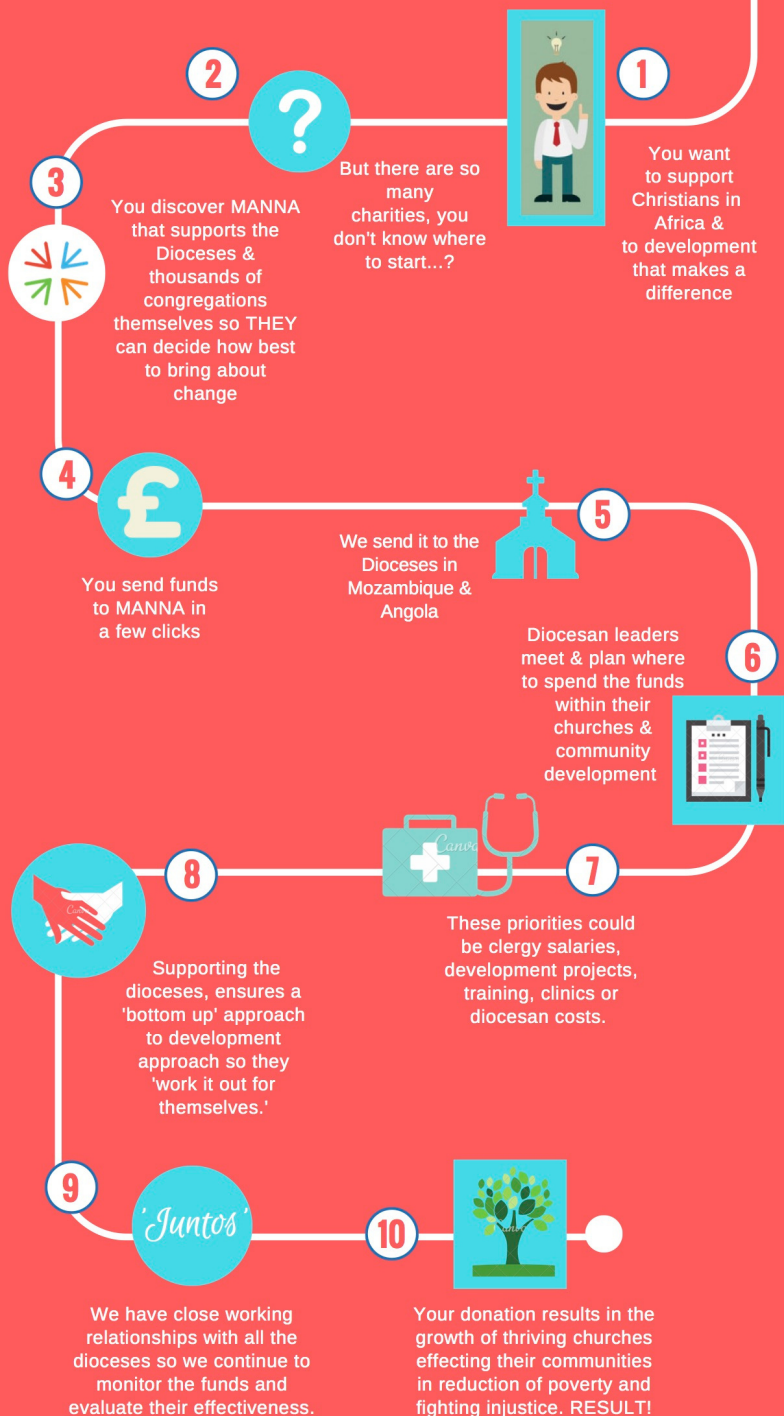 1
You want
to support
Christians in
Africa &
to development
that makes a
difference
2
?
But there are so
many
charities, you
don't know where
to start...?
3
You discover MANNA
that supports the
Dioceses &
thousands of
congregations
themselves so THEY
can decide how best
to bring about
change
4
£
You send funds
to MANNA in
a few clicks
5
We send it to the
Dioceses in
Mozambique &
Angola
6
Diocesan leaders
meet & plan where
to spend the funds
within their
churches &
community
development
7
Canva
These priorities could
be clergy salaries,
development projects,
training, clinics or
diocesan costs.
8
Supporting the
dioceses, ensures a
'bottom up' approach
to development
approach so they
'work it out for
themselves.'
9
'Juntos'
We have close working
relationships with all the
dioceses so we continue to
monitor the funds and
evaluate their effectiveness.
10
Your donation results in the
growth of thriving churches
effecting their communities
in reduction of poverty and
fighting injustice. RESULT!